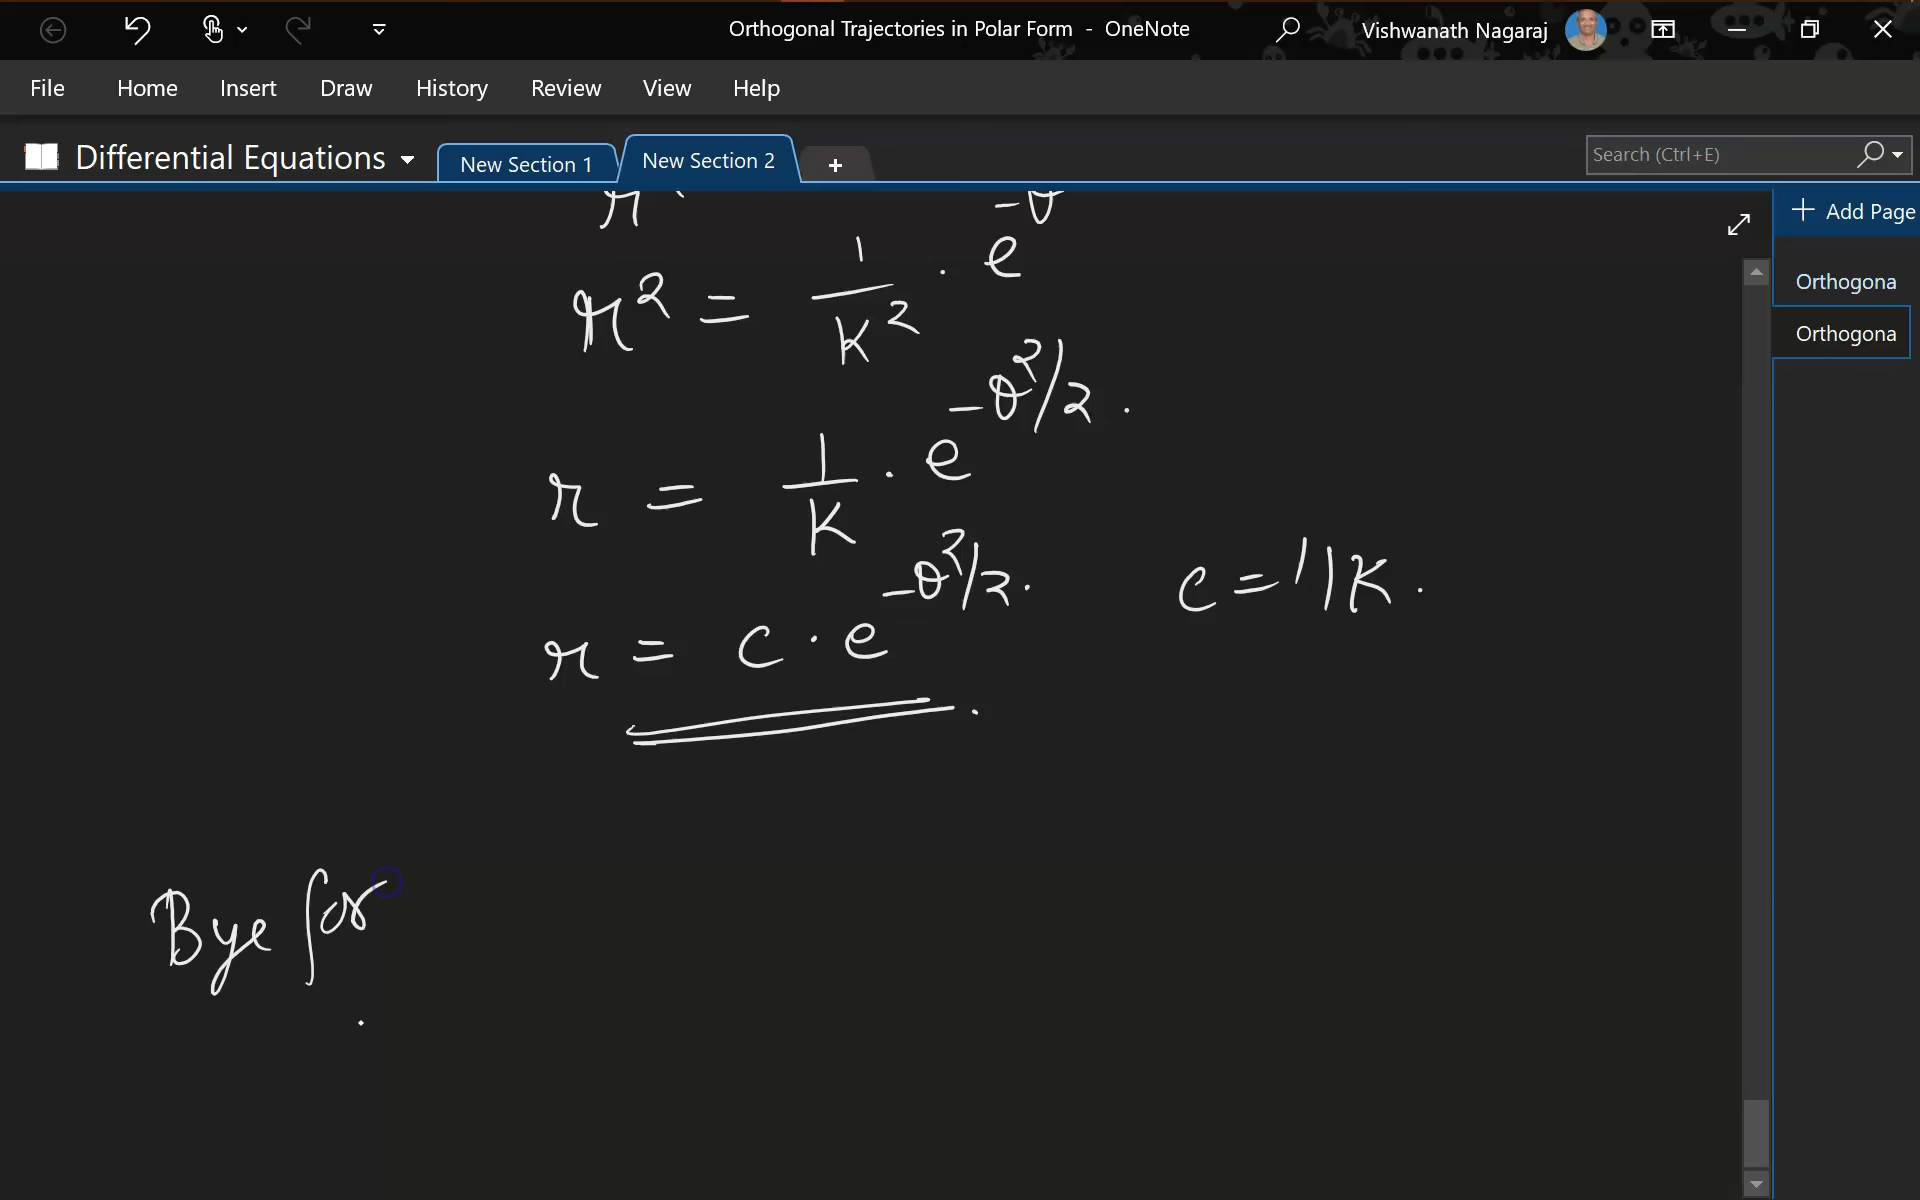 Orthogonal Trajectories in Polar Form - OneNote
Vishwanath Nagaraj
File Home Insert Draw History Review View Help
Differential Equations
New Section 1
New Section 2
+
Search (Ctrl+E)
+ Add Page
Orthogona
Orthogona
r² = 1/k² · e
r = 1/k · e^(-θ²/2) .
r = c · e^(-θ²/2) . c = 1/k .
Bye for